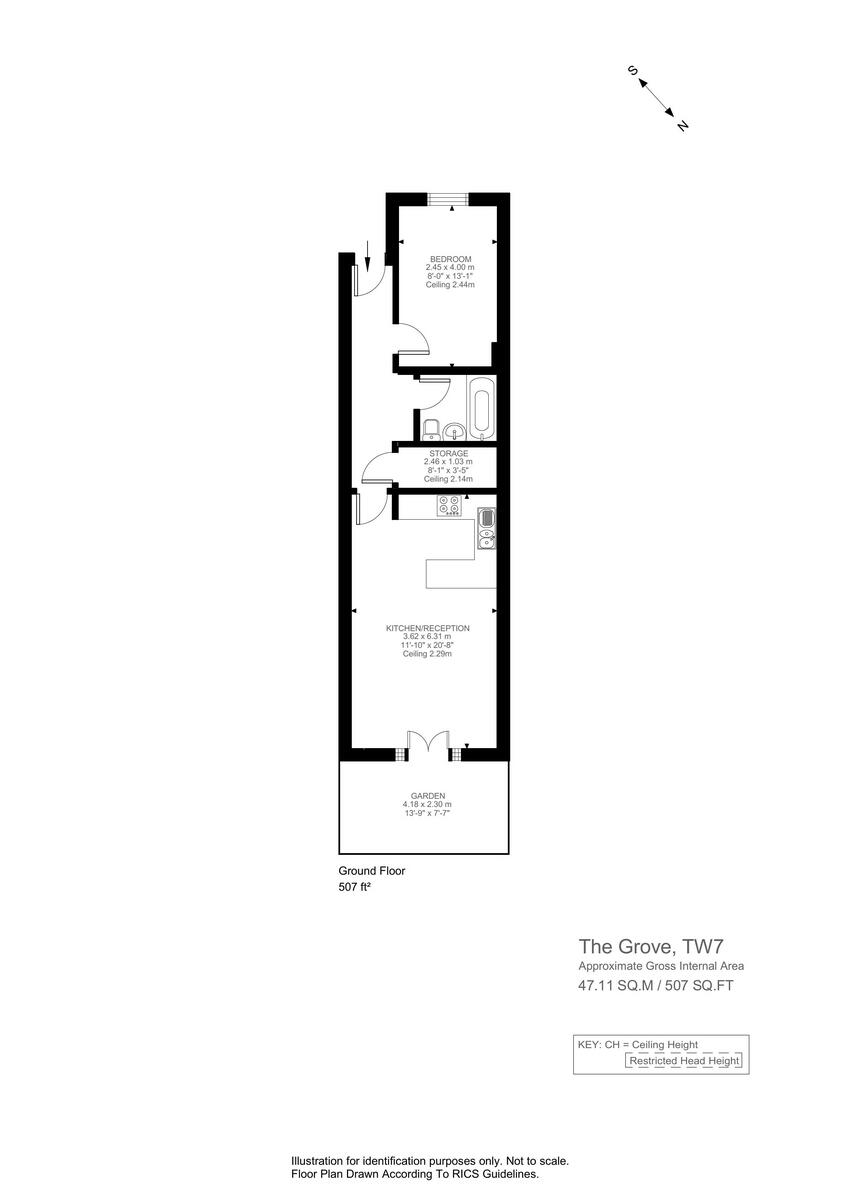 S
N
BEDROOM
2.45 x 4.00 m
8'-0" x 13'-1"
Ceiling 2.44m
STORAGE
2.46 x 1.03 m
8'-1" x 3'-5"
Ceiling 2.14m
KITCHEN/RECEPTION
3.62 x 6.31 m
11'-10" x 20'-8"
Ceiling 2.29m
GARDEN
4.18 x 2.30 m
13'-9" x 7'-7"
Ground Floor
507 ft²
The Grove, TW7
Approximate Gross Internal Area
47.11 SQ.M / 507 SQ.FT
KEY: CH = Ceiling Height
Restricted Head Height
Illustration for identification purposes only. Not to scale.
Floor Plan Drawn According To RICS Guidelines.